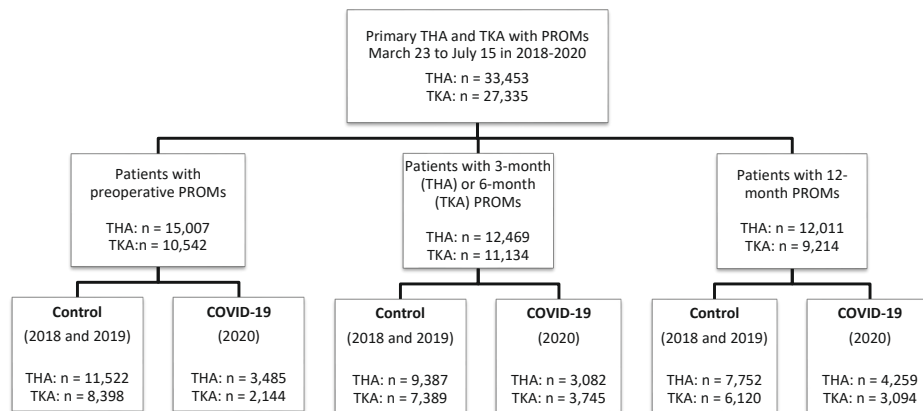 Primary THA and TKA with PROMs
March 23 to July 15 in 2018-2020
THA: n = 33,453
TKA: n = 27,335
Patients with
preoperative PROMs
THA: n = 15,007
TKA:n = 10,542
Patients with 3-month
(THA) or 6-month
(TKA) PROMs
THA: n = 12,469
TKA: n = 11,134
Patients with 12-
month PROMs
THA: n = 12,011
TKA: n = 9,214
Control
(2018 and 2019)
THA: n = 11,522
TKA: n = 8,398
COVID-19
(2020)
THA: n = 3,485
TKA: n = 2,144
Control
(2018 and 2019)
THA: n = 9,387
TKA: n = 7,389
COVID-19
(2020)
THA: n = 3,082
TKA: n = 3,745
Control
(2018 and 2019)
THA: n = 7,752
TKA: n = 6,120
COVID-19
(2020)
THA: n = 4,259
TKA: n = 3,094